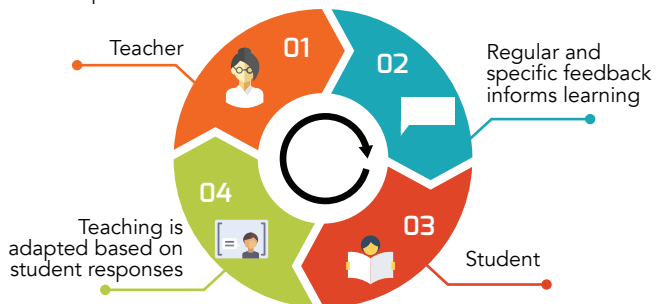 Teacher
01
02
Regular and
specific feedback
informs learning
04
03
Teaching is
adapted based on
student responses
Student